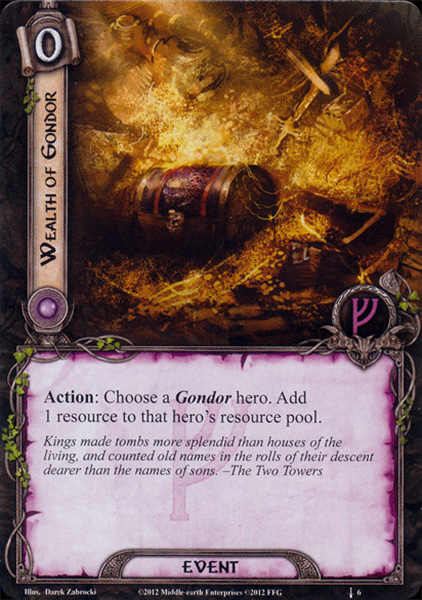 0
WEALTH OF GONDOR
Action: Choose a Gondor hero. Add
1 resource to that hero's resource pool.
Kings made tombs more splendid than houses of the
living, and counted old names in the rolls of their descent
dearer than the names of sons. –The Two Towers
EVENT
Illus. Darek Zabrocki
©2012 Middle-earth Enterprises ©2012 FFG
6